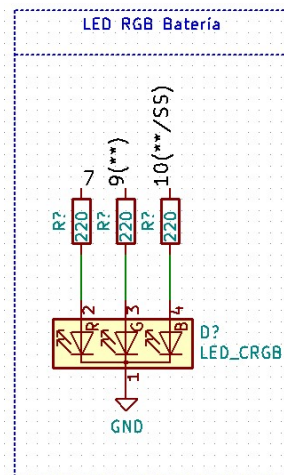 LED RGB Batería
7
9(**)
10(**/SS)
R?
220
R?
220
R?
220
2
3
4
R
G
B
D?
LED_CRGB
1
GND